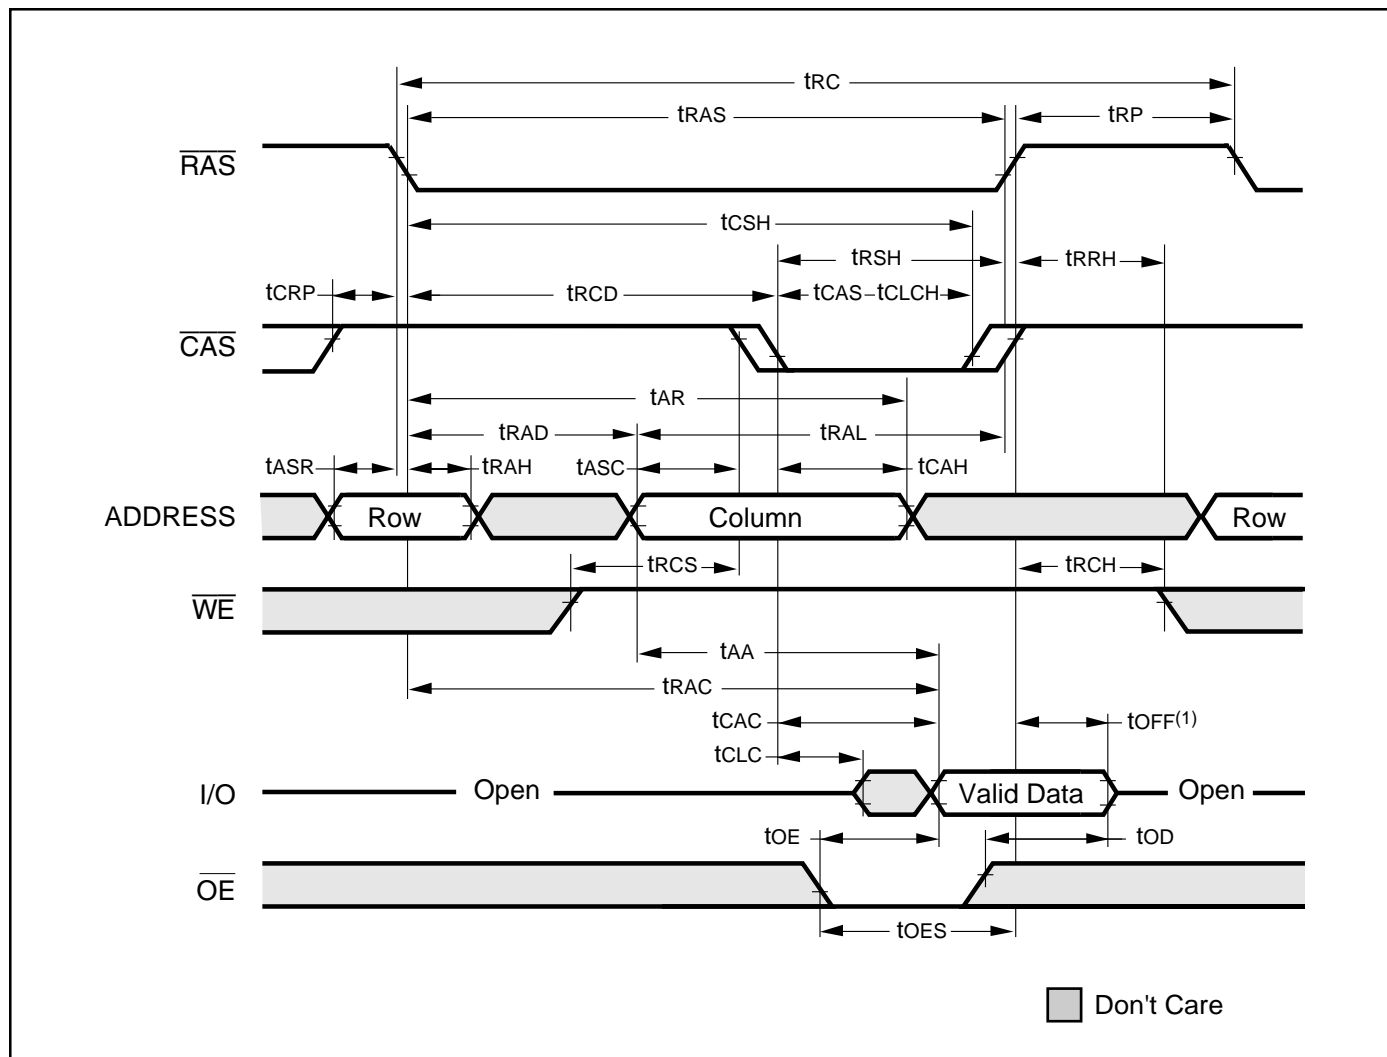 tRC
tRAS
tRP
RAS
tCSH
tRSH
tRRH
tCRP
tRCD
tCAS
tCLCH
CAS
tAR
tRAD
tRAL
tASR
tRAH
tASC
tCAH
ADDRESS
Row
Column
Row
tRCS
tRCH
WE
tAA
tRAC
tCAC
tOFF(1)
tCLC
I/O
Open
Valid Data
Open
tOE
tOD
OE
tOES
Don't Care